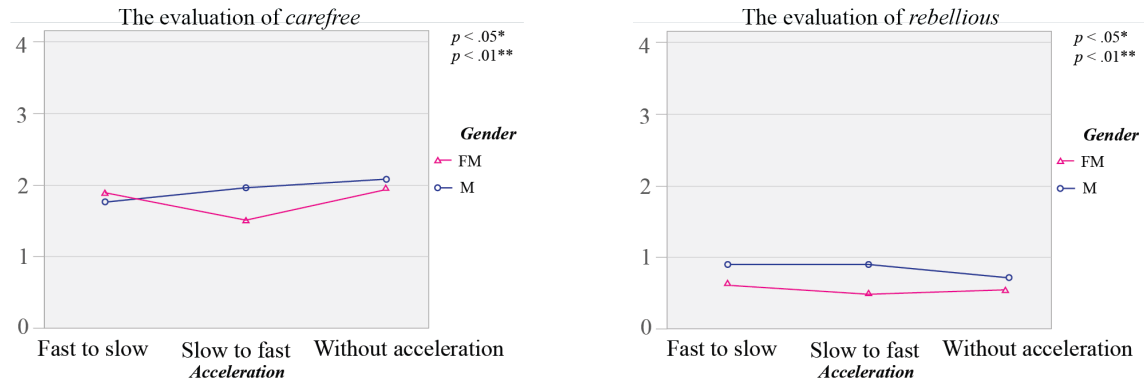 The evaluation of carefree
p < .05*
p < .01**
4
3
2
1
0
Gender
FM
M
Fast to slow
Slow to fast
Without acceleration
Acceleration
The evaluation of rebellious
p < .05*
p < .01**
4
3
2
1
0
Gender
FM
M
Fast to slow
Slow to fast
Without acceleration
Acceleration